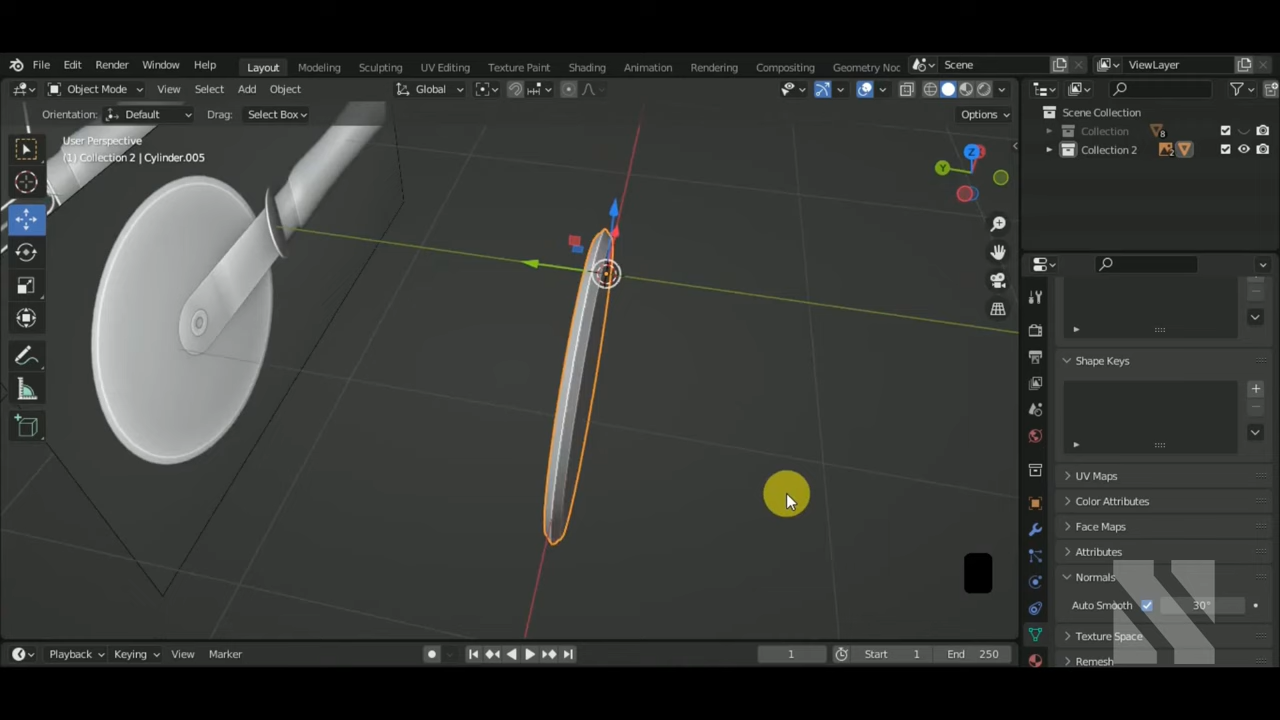 File Edit Render Window Help Layout Modeling Sculpting UV Editing Texture Paint Shading Animation Rendering Compositing Geometry Noc Scene ViewLayer
Object Mode View Select Add Object Global
Orientation: Default Drag: Select Box Options
User Perspective
(1) Collection 2 | Cylinder.005
Z
Y
Scene Collection
Collection 8
Collection 2 2
Shape Keys
UV Maps
Color Attributes
Face Maps
Attributes
Normals
Auto Smooth 30°
Texture Space
Remesh
Playback Keying View Marker 1 Start 1 End 250